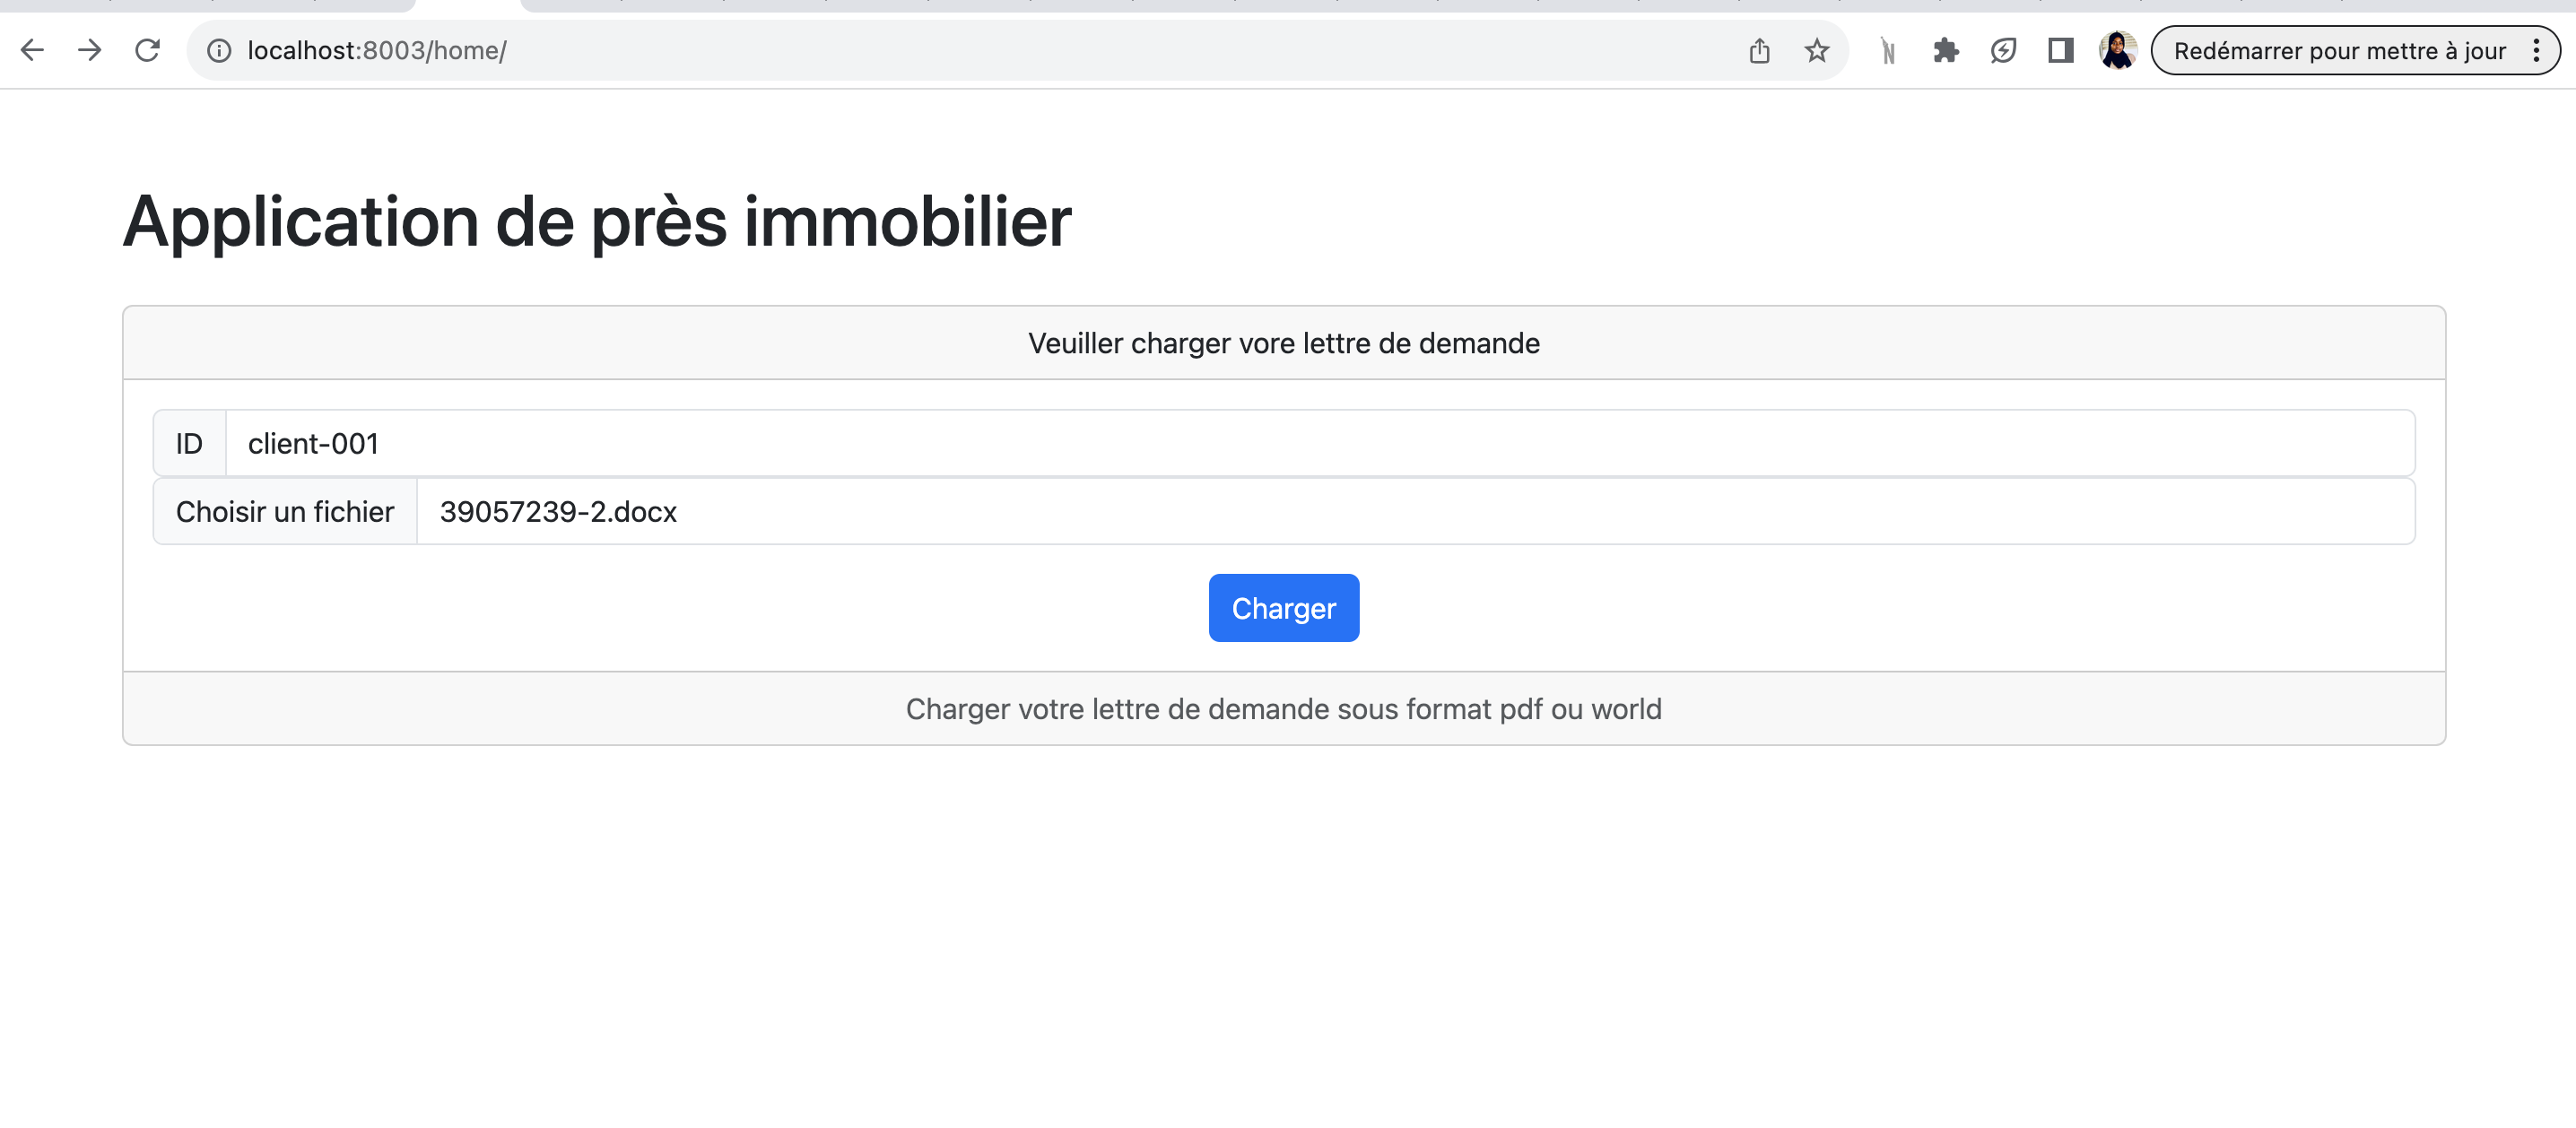 localhost:8003/home/
Redémarrer pour mettre à jour
Application de près immobilier
Veuiller charger vore lettre de demande
ID client-001
Choisir un fichier 39057239-2.docx
Charger
Charger votre lettre de demande sous format pdf ou world